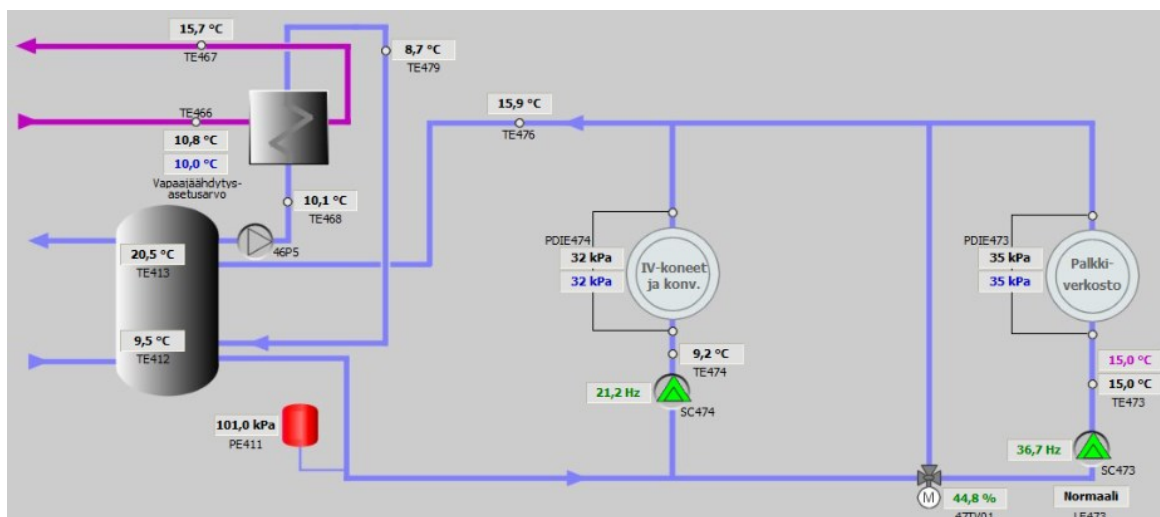 15,7 °C
TE467
8,7 °C
TE479
TE466
10,8 °C
10,0 °C
Vapaajäähdytys-
asetusarvo
10,1 °C
TE468
15,9 °C
TE476
20,5 °C
TE413
46P5
9,5 °C
TE412
101,0 kPa
PE411
PDIE474
32 kPa
32 kPa
IV-koneet
ja konv.
9,2 °C
TE474
21,2 Hz
SC474
PDIE473
35 kPa
35 kPa
Palkki-
verkosto
15,0 °C
15,0 °C
TE473
36,7 Hz
SC473
M
44,8 %
Normaali